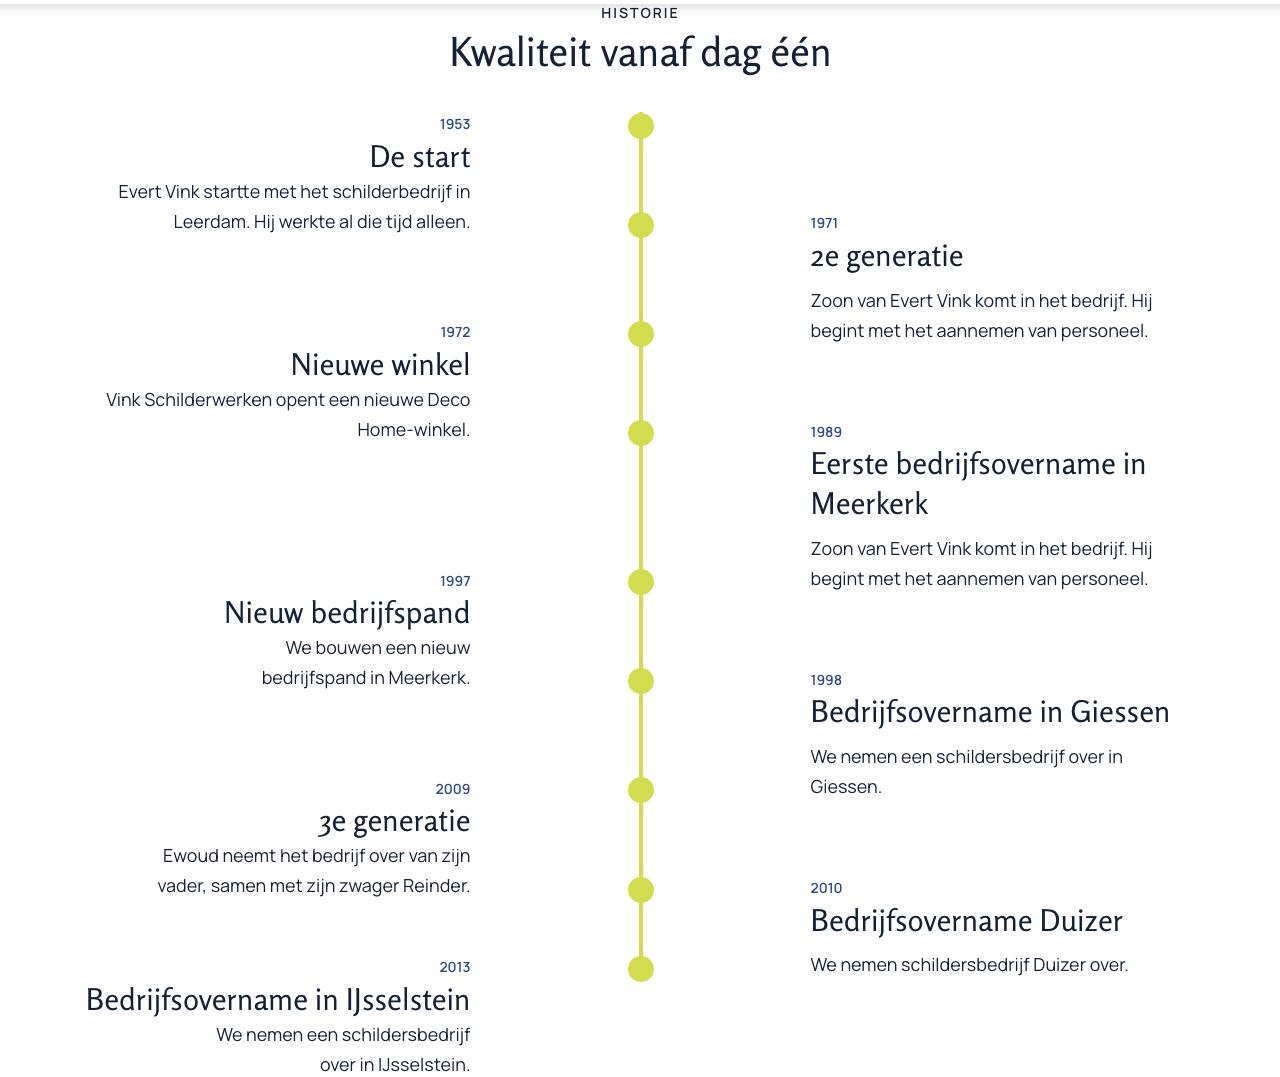 HISTORIE
Kwaliteit vanaf dag één
1953
De start
Evert Vink startte met het schilderbedrijf in
Leerdam. Hij werkte al die tijd alleen.
1971
2e generatie
Zoon van Evert Vink komt in het bedrijf. Hij
begint met het aannemen van personeel.
1972
Nieuwe winkel
Vink Schilderwerken opent een nieuwe Deco
Home-winkel.
1989
Eerste bedrijfsovername in
Meerkerk
Zoon van Evert Vink komt in het bedrijf. Hij
begint met het aannemen van personeel.
1997
Nieuw bedrijfspand
We bouwen een nieuw
bedrijfspand in Meerkerk.
1998
Bedrijfsovername in Giessen
We nemen een schildersbedrijf over in
Giessen.
2009
3e generatie
Ewoud neemt het bedrijf over van zijn
vader, samen met zijn zwager Reinder.
2010
Bedrijfsovername Duizer
We nemen schildersbedrijf Duizer over.
2013
Bedrijfsovername in IJsselstein
We nemen een schildersbedrijf
over in IJsselstein.